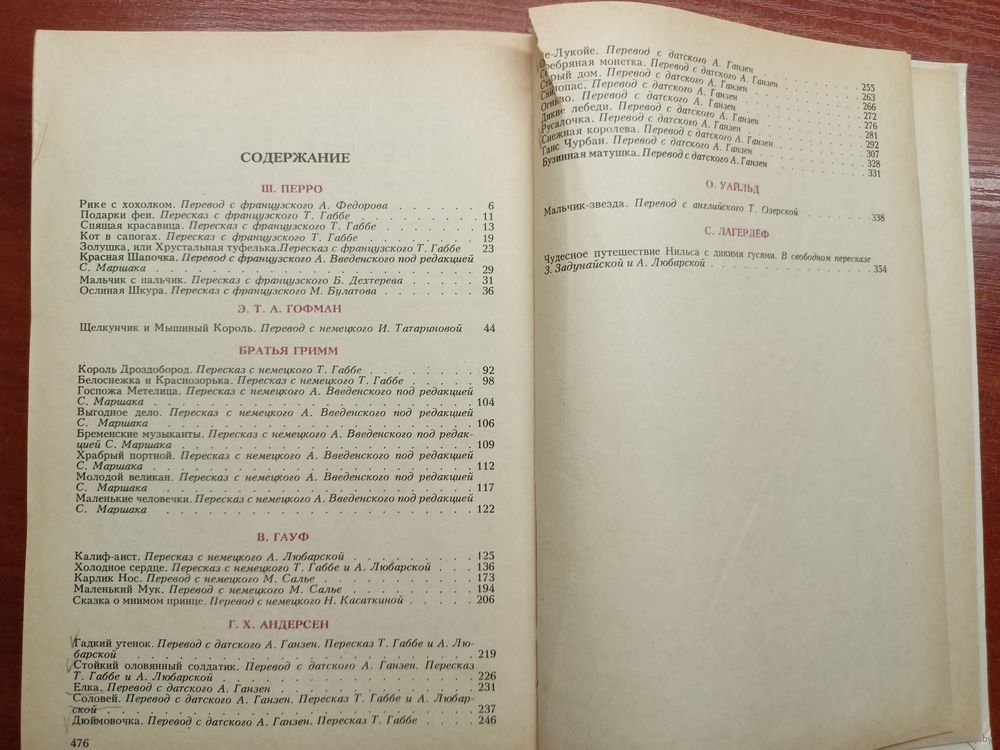 СОДЕРЖАНИЕ
Ш. ПЕРРО
Рике с хохолком. Перевод с французского А. Федорова . . . . . . . 6
Подарки феи. Пересказ с французского Т. Габбе . . . . . . . . 11
Спящая красавица. Пересказ с французского Т. Габбе . . . . . . 13
Кот в сапогах. Пересказ с французского Т. Габбе . . . . . . . 19
Золушка, или Хрустальная туфелька.Пересказ с французского Т. Габбе 23
Красная Шапочка. Перевод с французского А. Введенского под редакцией
С. Маршака . . . . . . . . . . . . . . . . . . 29
Мальчик с пальчик. Пересказ с французского Б. Дехтерева . . . . . 31
Ослиная Шкура. Пересказ с французского М. Булатова . . . . . . 36
Э. Т. А. ГОФМАН
Щелкунчик и Мышиный Король. Перевод с немецкого И. Татариновой 44
БРАТЬЯ ГРИММ
Король Дроздобород. Пересказ с немецкого Т. Габбе . . . . . . . 92
Белоснежка и Краснозорька. Пересказ с немецкого Т. Габбе . . . . . 98
Госпожа Метелица. Пересказ с немецкого А. Введенского под редакцией
С. Маршака . . . . . . . . . . . . . . . . . . 104
Выгодное дело. Пересказ с немецкого А. Введенского под редакцией
С. Маршака . . . . . . . . . . . . . . . . . . 106
Бременские музыканты. Пересказ с немецкого А. Введенского под редак-
цией С. Маршака . . . . . . . . . . . . . . . . 109
Храбрый портной. Пересказ с немецкого А. Введенского под редакцией
С. Маршака . . . . . . . . . . . . . . . . . . 112
Молодой великан. Пересказ с немецкого А. Введенского под редакцией
С. Маршака . . . . . . . . . . . . . . . . . . 117
Маленькие человечки. Пересказ с немецкого А. Введенского под редакцией
С. Маршака . . . . . . . . . . . . . . . . . . 122
В. ГАУФ
Калиф-аист. Пересказ с немецкого А. Любарской . . . . . . . . 125
Холодное сердце. Пересказ с немецкого Т. Габбе и А. Любарской . . . 136
Карлик Нос. Перевод с немецкого М. Салье . . . . . . . . . . 173
Маленький Мук. Перевод с немецкого М. Салье . . . . . . . . 194
Сказка о мнимом принце. Перевод с немецкого Н. Касаткиной . . . . 206
Г. Х. АНДЕРСЕН
Гадкий утенок. Перевод с датского А. Ганзен. Пересказ Т. Габбе и А. Лю-
барской . . . . . . . . . . . . . . . . . . . 219
Стойкий оловянный солдатик. Перевод с датского А. Ганзен. Пересказ
Т. Габбе и А. Любарской . . . . . . . . . . . . . . 226
Елка. Перевод с датского А. Ганзен . . . . . . . . . . . . 231
Соловей. Перевод с датского А. Ганзен. Пересказ Т. Габбе и А. Любар-
ской . . . . . . . . . . . . . . . . . . . . 237
Дюймовочка. Перевод с датского А. Ганзен. Пересказ Т. Габбе . . . . 246
476
е-Лукойе. Перевод с датского А. Ганзен . . . . . . . 255
ребряная монетка. Перевод с датского А. Ганзен . . . . . 263
Старый дом. Перевод с датского А. Ганзен . . . . . . . 266
Свинопас. Перевод с датского А. Ганзен . . . . . . . . 272
Огниво. Перевод с датского А. Ганзен . . . . . . . . . 276
Дикие лебеди. Перевод с датского А. Ганзен . . . . . . . 281
Русалочка. Перевод с датского А. Ганзен . . . . . . . . 292
Снежная королева. Перевод с датского А. Ганзен . . . . . 307
Ганс Чурбан. Перевод с датского А. Ганзен . . . . . . . 328
Бузинная матушка. Перевод с датского А. Ганзен . . . . . 331
О. УАЙЛЬД
Мальчик-звезда. Перевод с английского Т. Озерской . . . . . . 338
С. ЛАГЕРЛЁФ
Чудесное путешествие Нильса с дикими гусями. В свободном пересказе
З. Задунайской и А. Любарской . . . . . . . . . . . 354